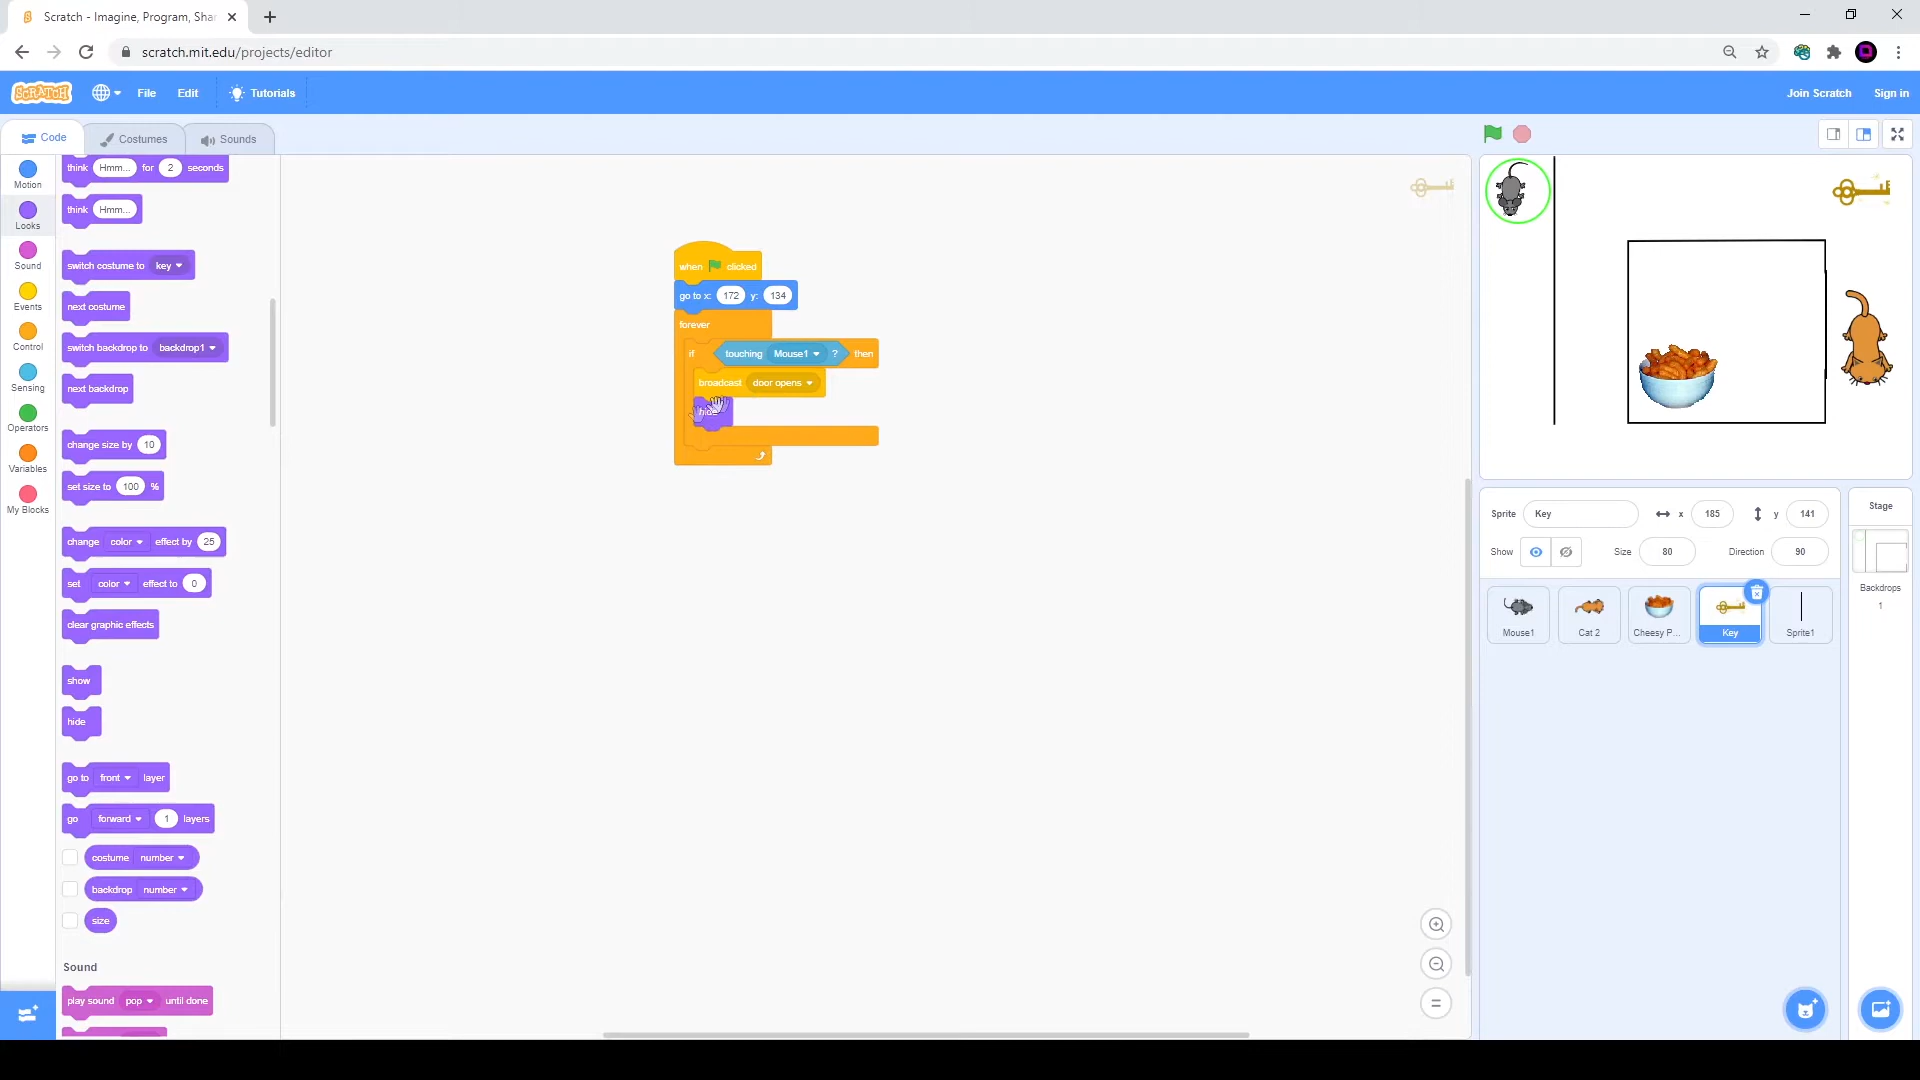 Scratch - Imagine, Program, Shar
scratch.mit.edu/projects/editor
SCRATCH
File
Edit
Tutorials
Join Scratch
Sign in
Code
Costumes
Sounds
Motion
Looks
Sound
Events
Control
Sensing
Operators
Variables
My Blocks
think Hmm... for 2 seconds
think Hmm...
switch costume to key
next costume
switch backdrop to backdrop1
next backdrop
change size by 10
set size to 100 %
change color effect by 25
set color effect to 0
clear graphic effects
show
hide
go to front layer
go forward 1 layers
costume number
backdrop number
size
Sound
play sound pop until done
when clicked
go to x: 172 y: 134
forever
if touching Mouse1 ? then
broadcast door opens
hide
Sprite Key x 185 y 141
Show Size 80 Direction 90
Mouse1
Cat 2
Cheesy P...
Key
Sprite1
Stage
Backdrops
1